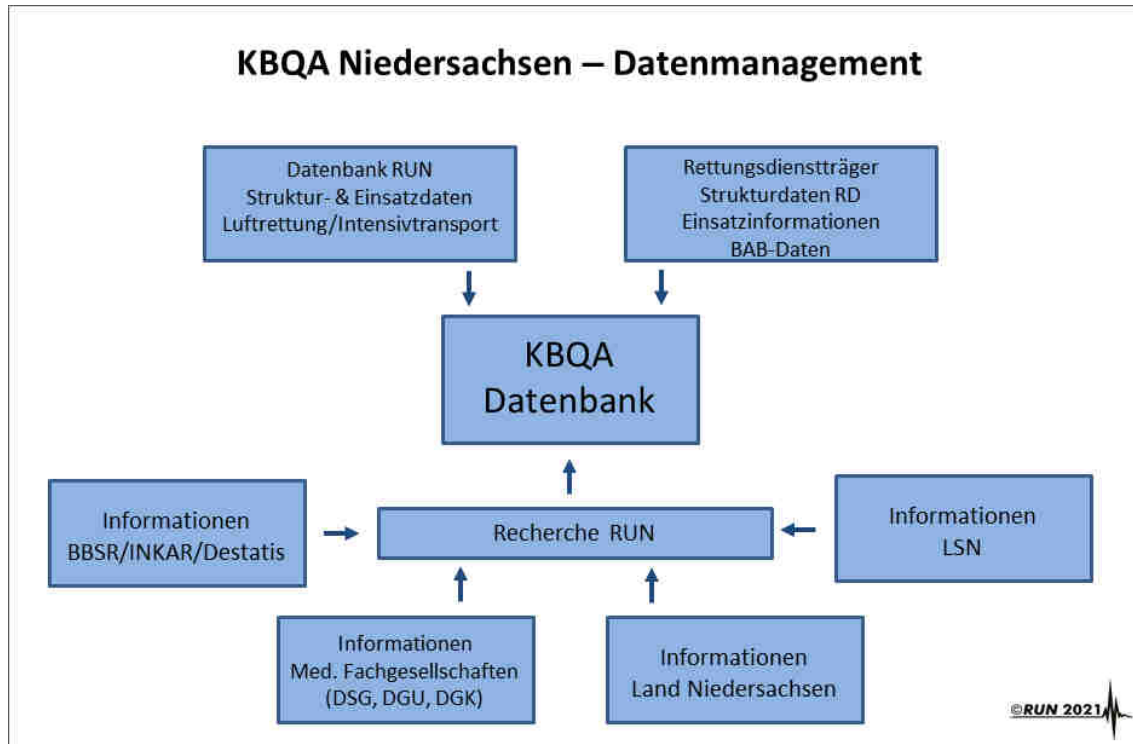 KBQA Niedersachsen – Datenmanagement
Datenbank RUN
Struktur- & Einsatzdaten
Luftrettung/Intensivtransport
Rettungsdienstträger
Strukturdaten RD
Einsatzinformationen
BAB-Daten
KBQA
Datenbank
Informationen
BBSR/INKAR/Destatis
Recherche RUN
Informationen
LSN
Informationen
Med. Fachgesellschaften
(DSG, DGU, DGK)
Informationen
Land Niedersachsen
©RUN 2021